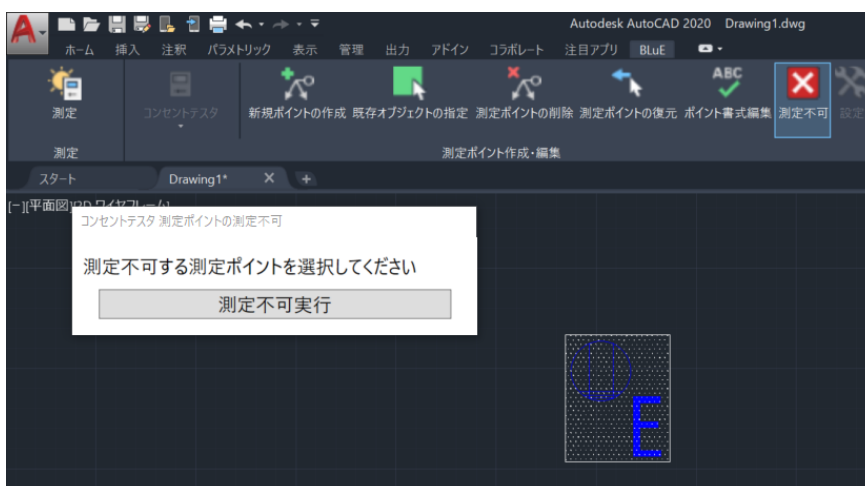 Autodesk AutoCAD 2020 Drawing1.dwg
ホーム 挿入 注釈 パラメトリック 表示 管理 出力 アドイン コラボレート 注目アプリ BLuE
ABC
測定 コンセントテスタ 新規ポイントの作成 既存オブジェクトの指定 測定ポイントの削除 測定ポイントの復元 ポイント書式編集 測定不可 設定
測定 測定ポイント作成・編集
スタート Drawing1*
[−][平面図]
コンセントテスタ 測定ポイントの測定不可
測定不可する測定ポイントを選択してください
測定不可実行
E